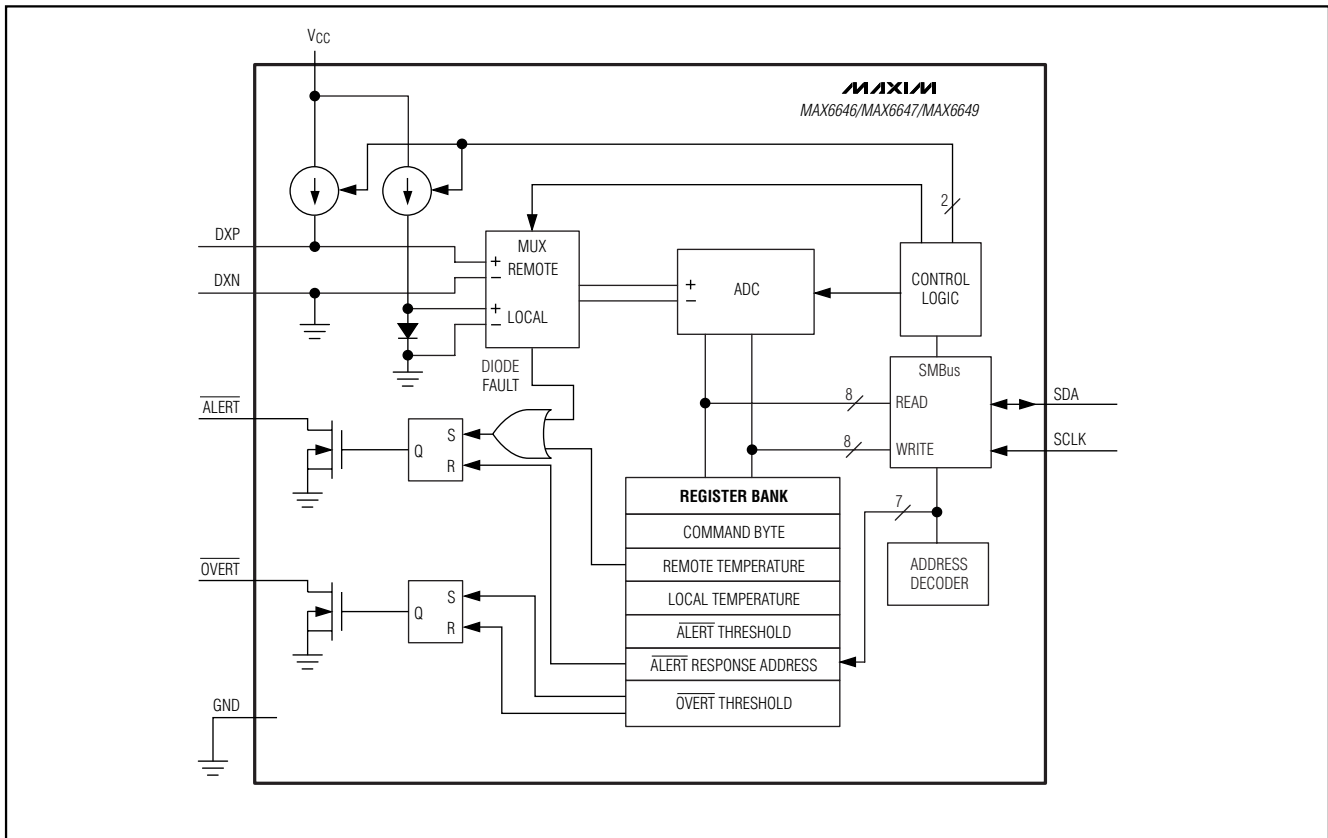 VCC
MAXIM
MAX6646/MAX6647/MAX6649
2
DXP
DXN
MUX
+
REMOTE
−
+
LOCAL
−
+
ADC
−
CONTROL
LOGIC
DIODE
FAULT
SMBus
READ
WRITE
8
8
SDA
SCLK
ALERT
Q
S
R
REGISTER BANK
COMMAND BYTE
REMOTE TEMPERATURE
LOCAL TEMPERATURE
ALERT THRESHOLD
ALERT RESPONSE ADDRESS
OVERT THRESHOLD
7
ADDRESS
DECODER
OVERT
Q
S
R
GND